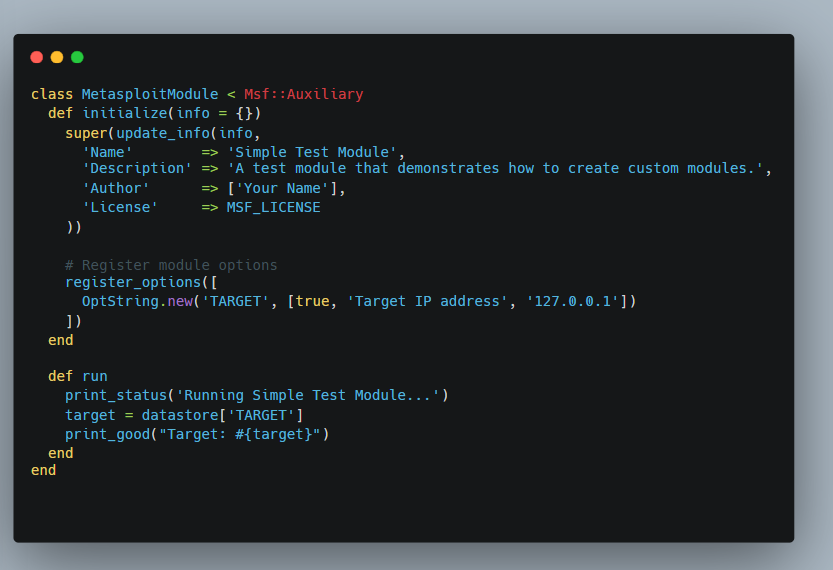 class MetasploitModule < Msf::Auxiliary
  def initialize(info = {})
    super(update_info(info,
      'Name'        => 'Simple Test Module',
      'Description' => 'A test module that demonstrates how to create custom modules.',
      'Author'      => ['Your Name'],
      'License'     => MSF_LICENSE
    ))

    # Register module options
    register_options([
      OptString.new('TARGET', [true, 'Target IP address', '127.0.0.1'])
    ])
  end

  def run
    print_status('Running Simple Test Module...')
    target = datastore['TARGET']
    print_good("Target: #{target}")
  end
end